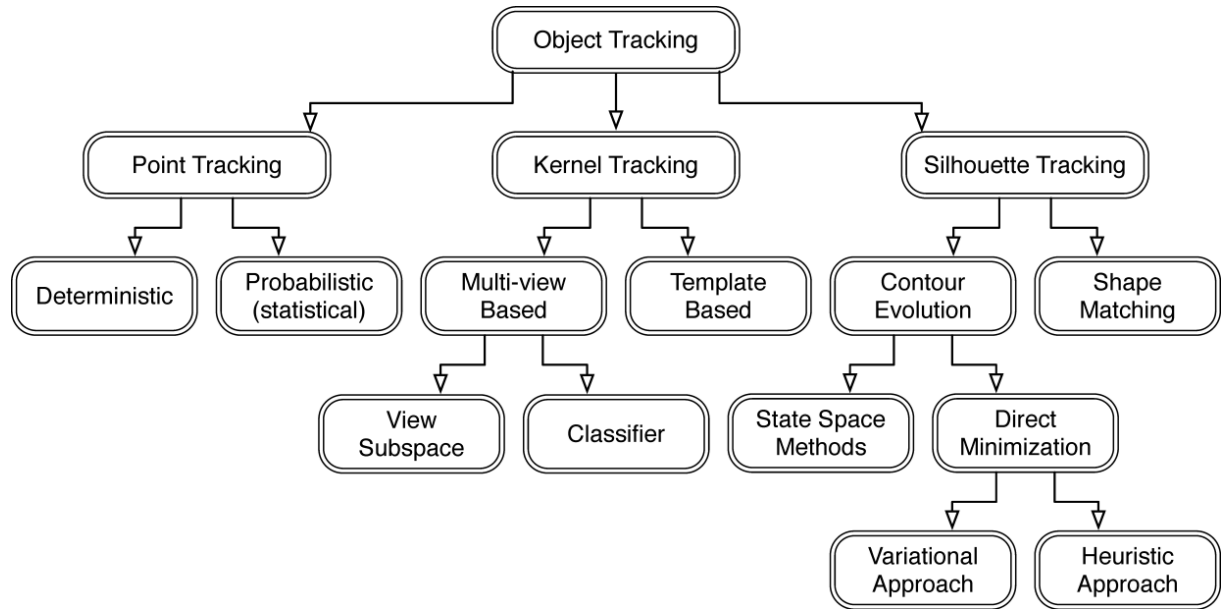 Object Tracking
Point Tracking
Kernel Tracking
Silhouette Tracking
Deterministic
Probabilistic
(statistical)
Multi-view
Based
Template
Based
Contour
Evolution
Shape
Matching
View
Subspace
Classifier
State Space
Methods
Direct
Minimization
Variational
Approach
Heuristic
Approach